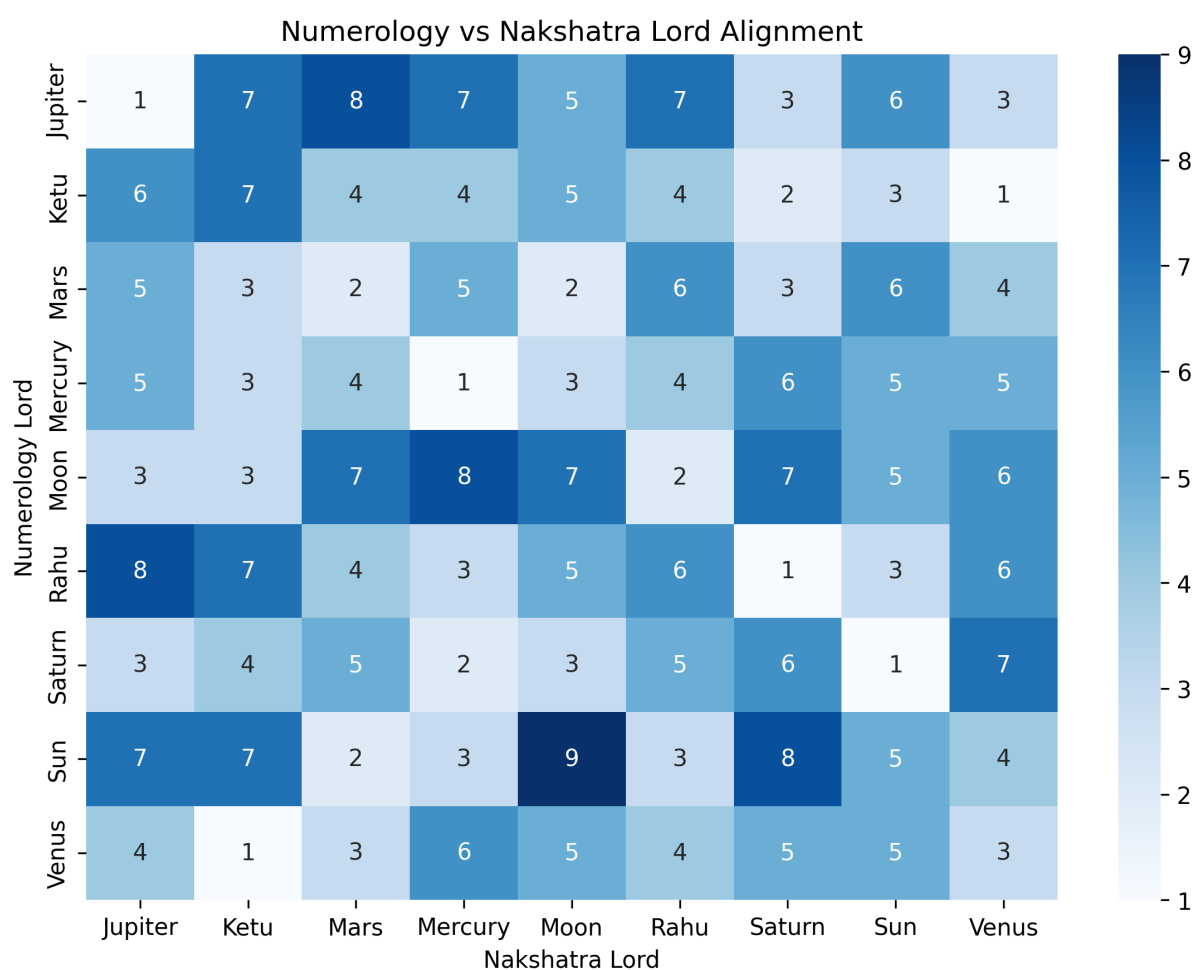 Numerology vs Nakshatra Lord Alignment
Numerology Lord
Jupiter 1 7 8 7 5 7 3 6 3
Ketu 6 7 4 4 5 4 2 3 1
Mars 5 3 2 5 2 6 3 6 4
Mercury 5 3 4 1 3 4 6 5 5
Moon 3 3 7 8 7 2 7 5 6
Rahu 8 7 4 3 5 6 1 3 6
Saturn 3 4 5 2 3 5 6 1 7
Sun 7 7 2 3 9 3 8 5 4
Venus 4 1 3 6 5 4 5 5 3
Jupiter Ketu Mars Mercury Moon Rahu Saturn Sun Venus
Nakshatra Lord
9
8
7
6
5
4
3
2
1